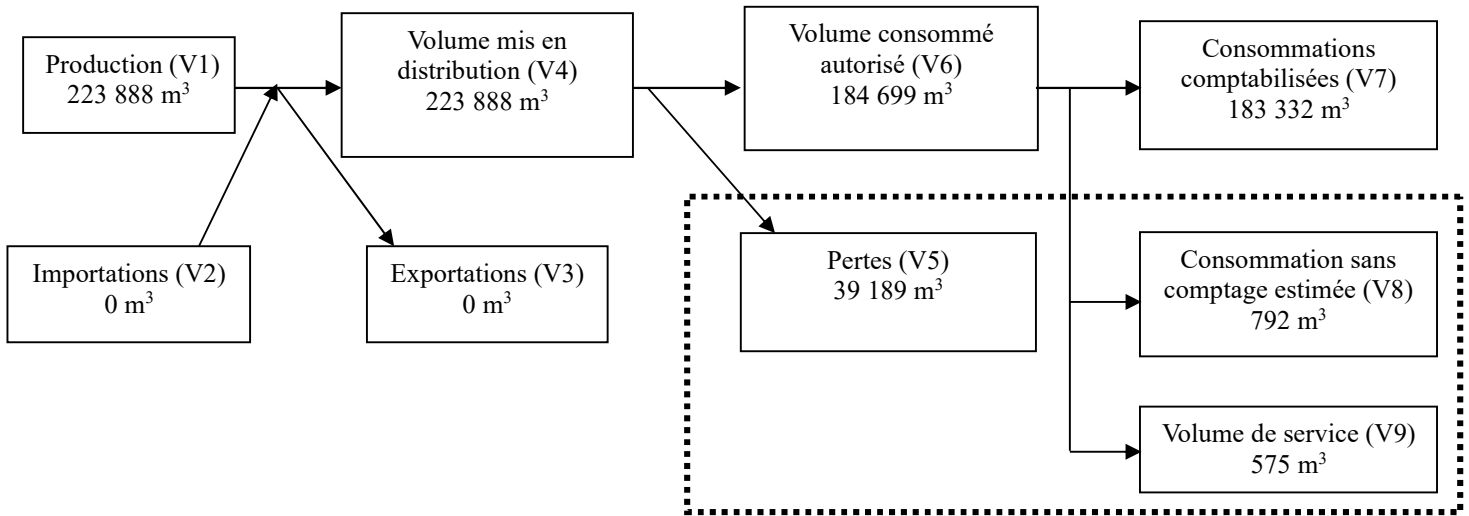 Production (V1)
223 888 m³
Volume mis en
distribution (V4)
223 888 m³
Volume consommé
autorisé (V6)
184 699 m³
Consommations
comptabilisées (V7)
183 332 m³
Importations (V2)
0 m³
Exportations (V3)
0 m³
Pertes (V5)
39 189 m³
Consommation sans
comptage estimée (V8)
792 m³
Volume de service (V9)
575 m³